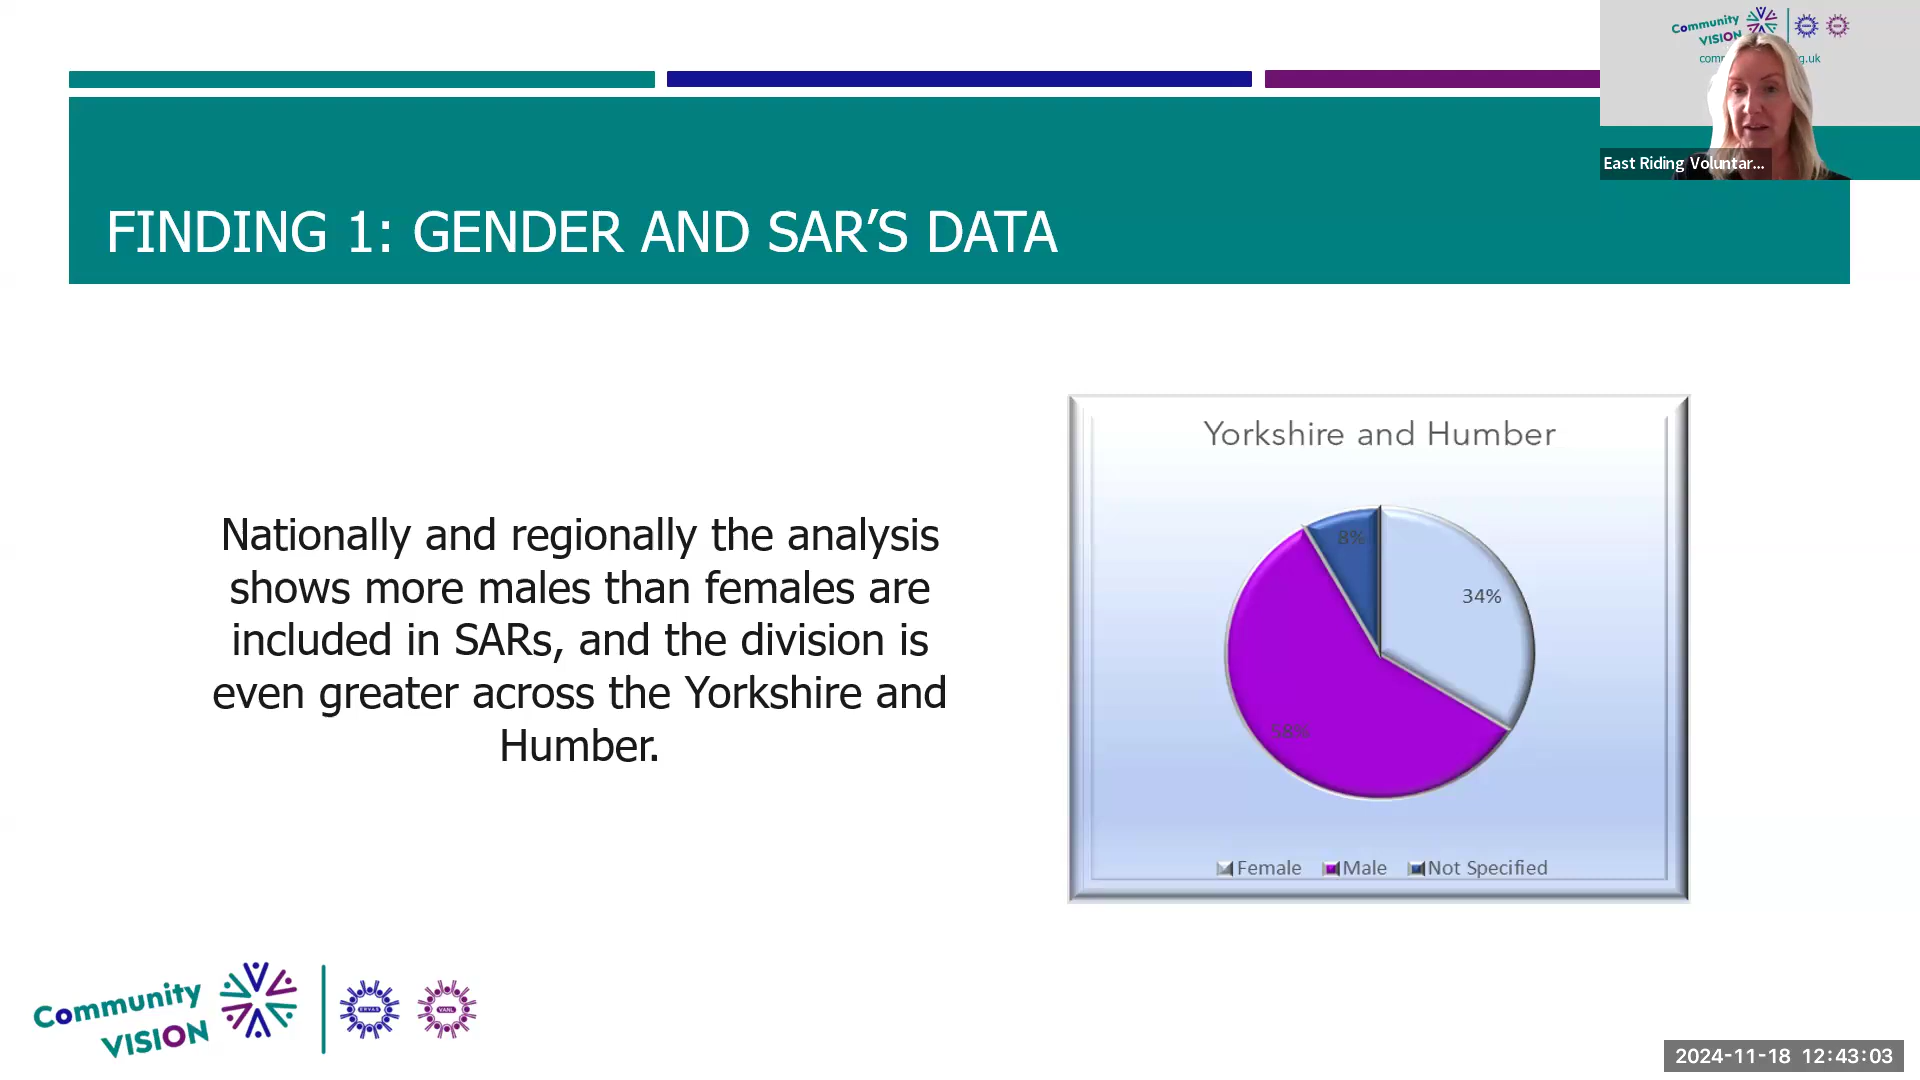 Community
VISION
g.uk
East Riding Voluntar...
FINDING 1: GENDER AND SAR’S DATA
Nationally and regionally the analysis
shows more males than females are
included in SARs, and the division is
even greater across the Yorkshire and
Humber.
Yorkshire and Humber
8%
34%
58%
Female Male Not Specified
Community
VISION
ERVAS
VANL
2024-11-18 12:43:03